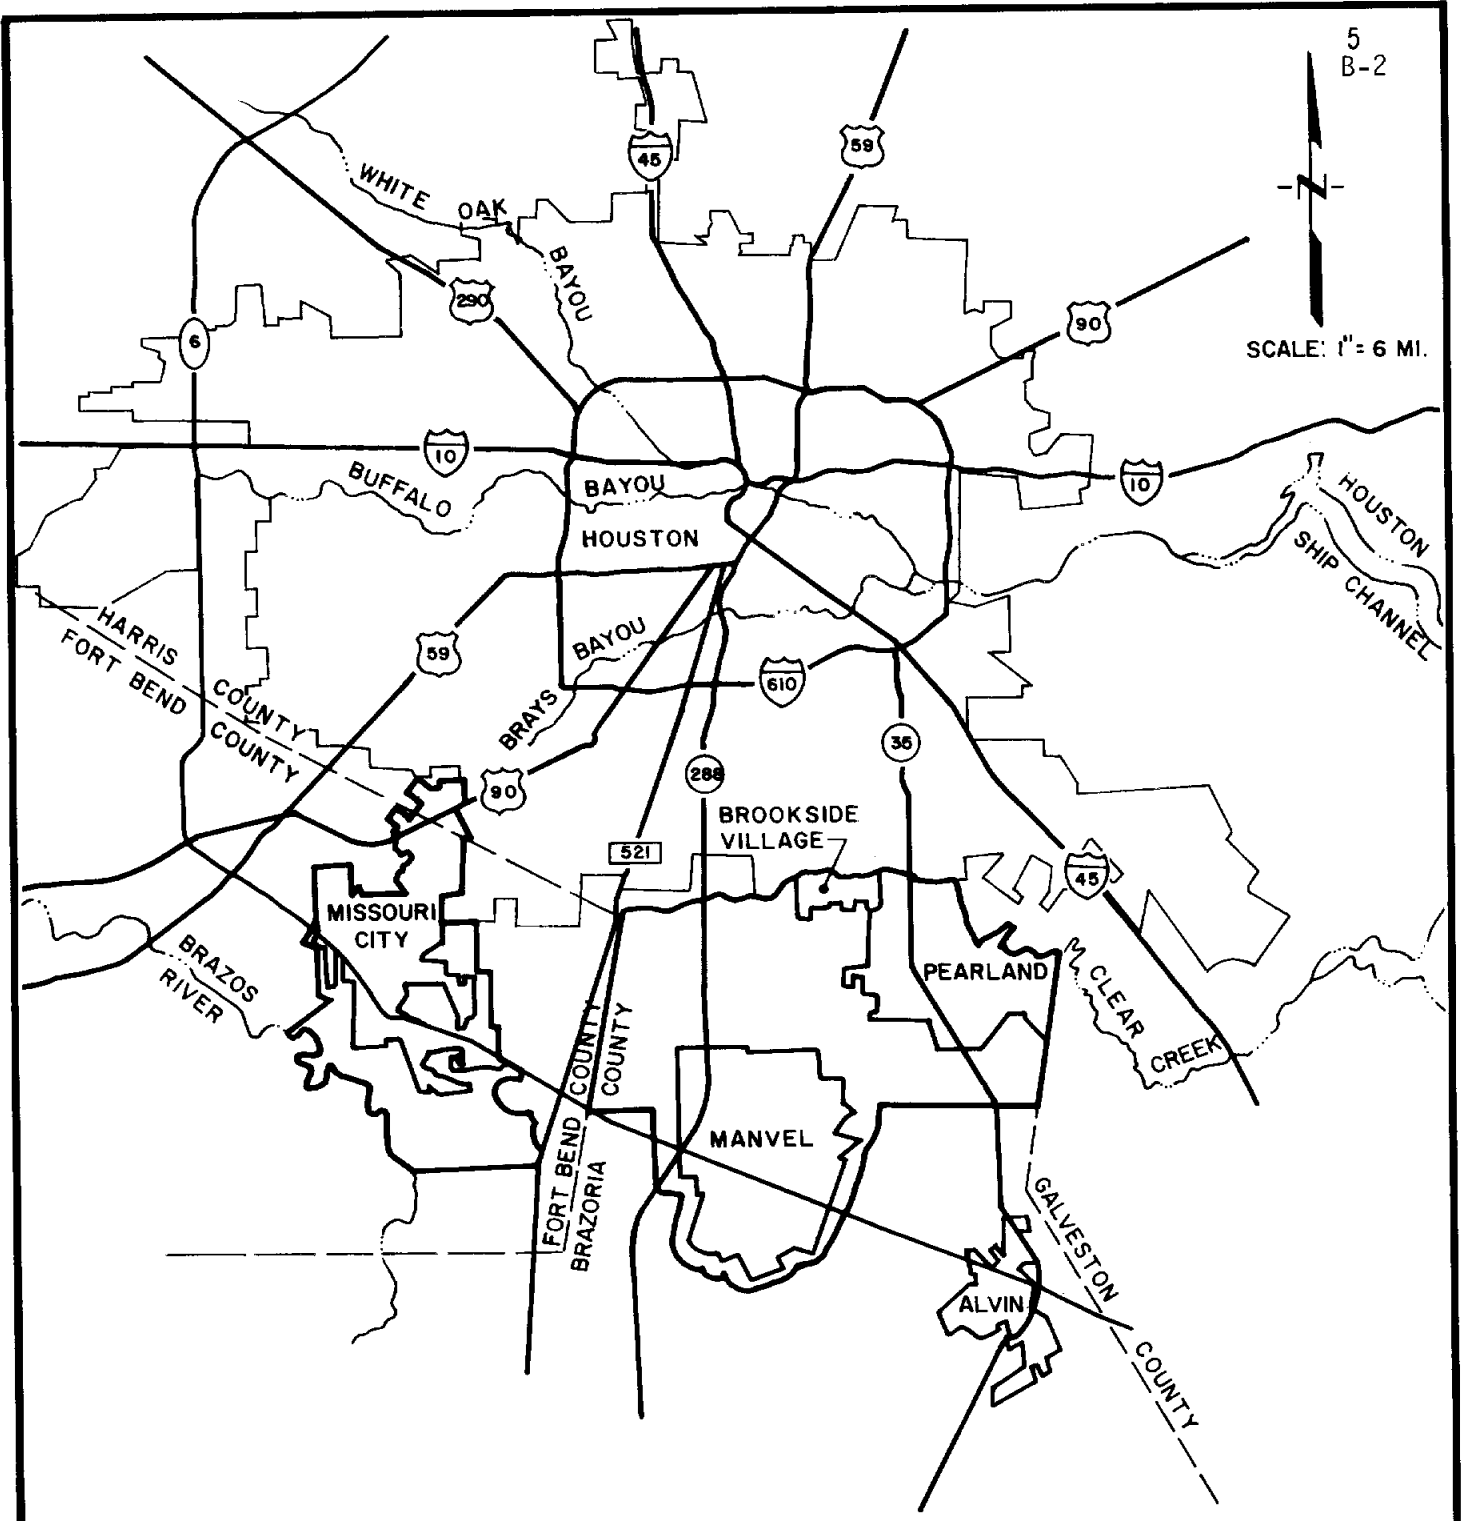 5
B-2
45
59
WHITE
OAK
BAYOU
290
6
90
N
SCALE: 1"= 6 MI.
10
BUFFALO
BAYOU
10
HOUSTON
SHIP CHANNEL
HOUSTON
HARRIS
COUNTY
FORT BEND
COUNTY
59
BRAYS
BAYOU
610
35
288
90
BROOKSIDE
VILLAGE
521
45
MISSOURI
CITY
BRAZOS
RIVER
PEARLAND
CLEAR
CREEK
FORT BEND COUNTY
BRAZORIA
COUNTY
MANVEL
GALVESTON
COUNTY
ALVIN